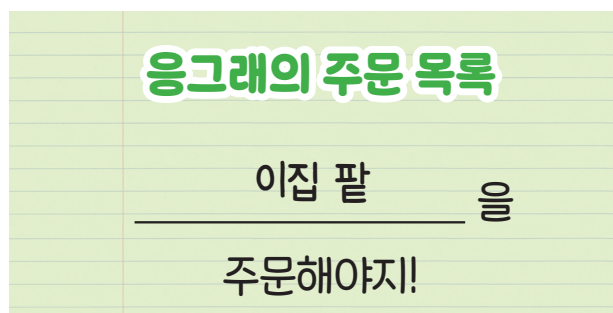 응그래의 주문 목록
이집 팥 을
주문해야지!